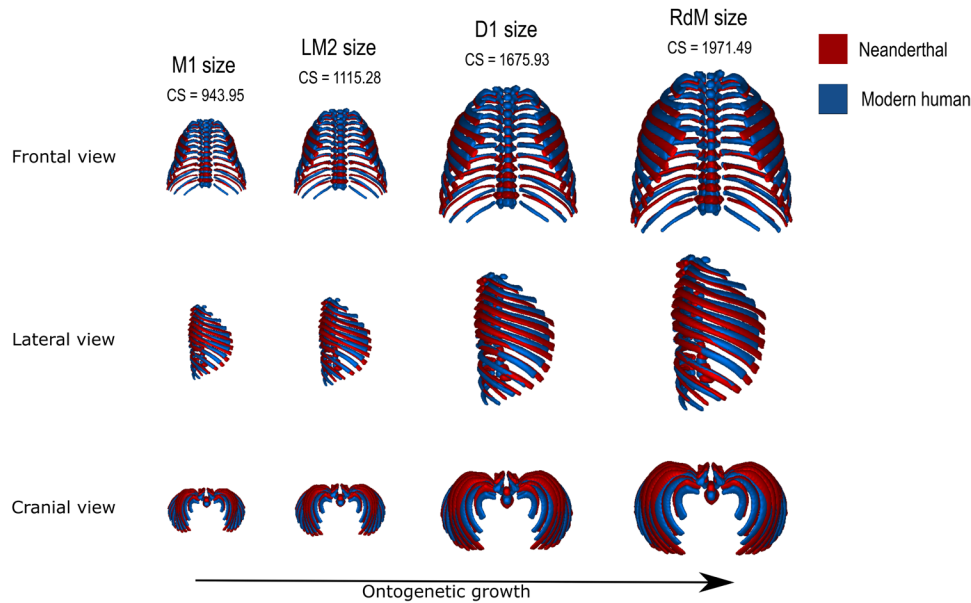 M1 size
CS = 943.95
LM2 size
CS = 1115.28
D1 size
CS = 1675.93
RdM size
CS = 1971.49
Neanderthal
Modern human
Frontal view
Lateral view
Cranial view
Ontogenetic growth